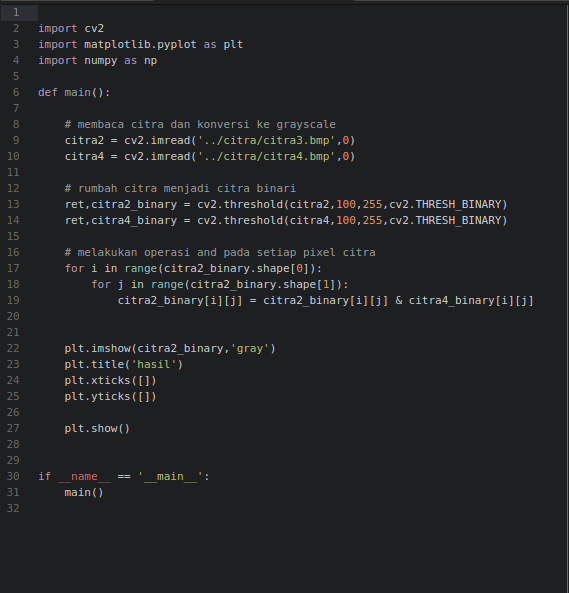 1
2 import cv2
3 import matplotlib.pyplot as plt
4 import numpy as np
5
6 def main():
7
8     # membaca citra dan konversi ke grayscale
9     citra2 = cv2.imread('../citra/citra3.bmp',0)
10     citra4 = cv2.imread('../citra/citra4.bmp',0)
11
12     # rumbah citra menjadi citra binari
13     ret,citra2_binary = cv2.threshold(citra2,100,255,cv2.THRESH_BINARY)
14     ret,citra4_binary = cv2.threshold(citra4,100,255,cv2.THRESH_BINARY)
15
16     # melakukan operasi and pada setiap pixel citra
17     for i in range(citra2_binary.shape[0]):
18         for j in range(citra2_binary.shape[1]):
19             citra2_binary[i][j] = citra2_binary[i][j] & citra4_binary[i][j]
20
21
22     plt.imshow(citra2_binary,'gray')
23     plt.title('hasil')
24     plt.xticks([])
25     plt.yticks([])
26
27     plt.show()
28
29
30 if __name__ == '__main__':
31     main()
32